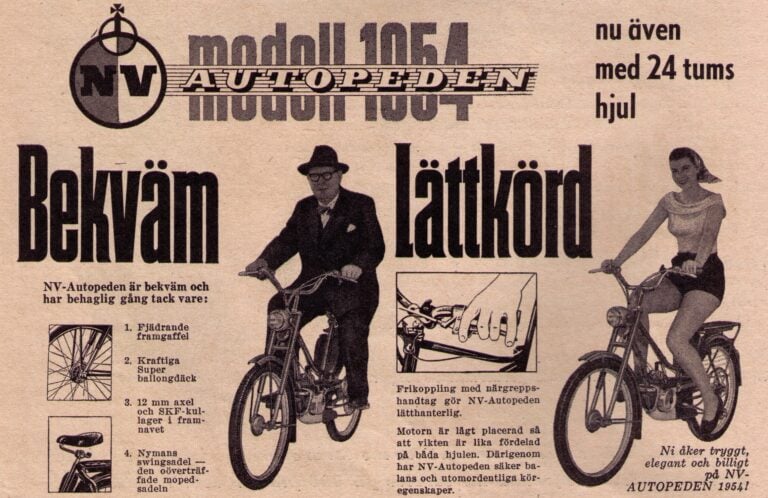 NV
modell 1954
AUTOPEDEN
nu även
med 24 tums
hjul
Bekväm
NV-Autopeden är bekväm och
har behaglig gång tack vare:
1. Fjädrande
framgaffel
2. Kraftiga
Super
ballongdäck
3. 12 mm axel
och SKF-kul-
lager i fram-
navet
4. Nymans
swingsadel —
den oöverträf-
fade moped-
sadeln
Lättkörd
Frikoppling med närgrepps-
handtag gör NV-Autopeden
lätthanterlig.
Motorn är lågt placerad så
att vikten är lika fördelad
på båda hjulen. Därigenom
har NV-Autopeden säker ba-
lans och utomordentliga kör-
egenskaper.
Ni åker tryggt,
elegant och billigt
på NV-
AUTOPEDEN 1954!